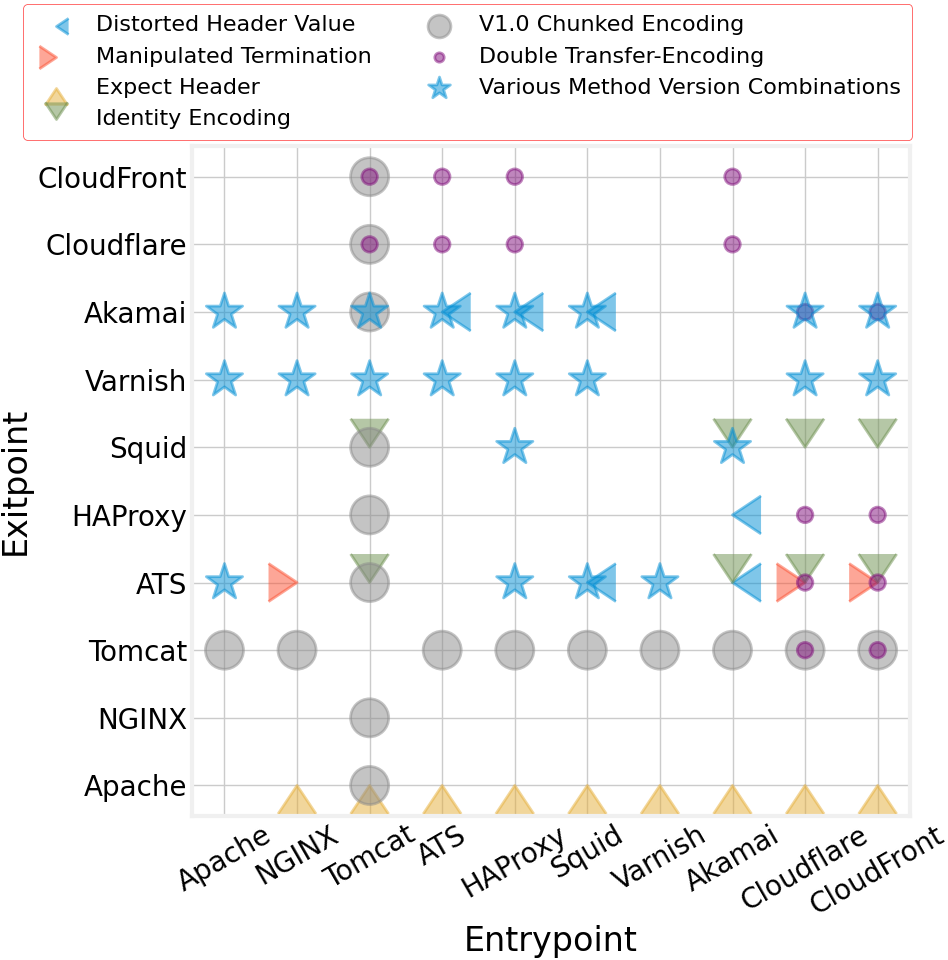 Distorted Header Value
Manipulated Termination
Expect Header
Identity Encoding
V1.0 Chunked Encoding
Double Transfer-Encoding
Various Method Version Combinations
Exitpoint
CloudFront
Cloudflare
Akamai
Varnish
Squid
HAProxy
ATS
Tomcat
NGINX
Apache
Apache
NGINX
Tomcat
ATS
HAProxy
Squid
Varnish
Akamai
Cloudflare
CloudFront
Entrypoint